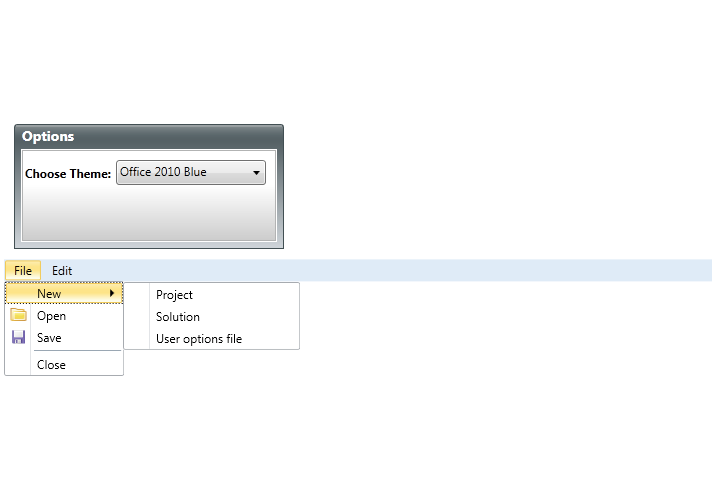 Options
Choose Theme: Office 2010 Blue
File Edit
New Project
Open Solution
Save User options file
Close